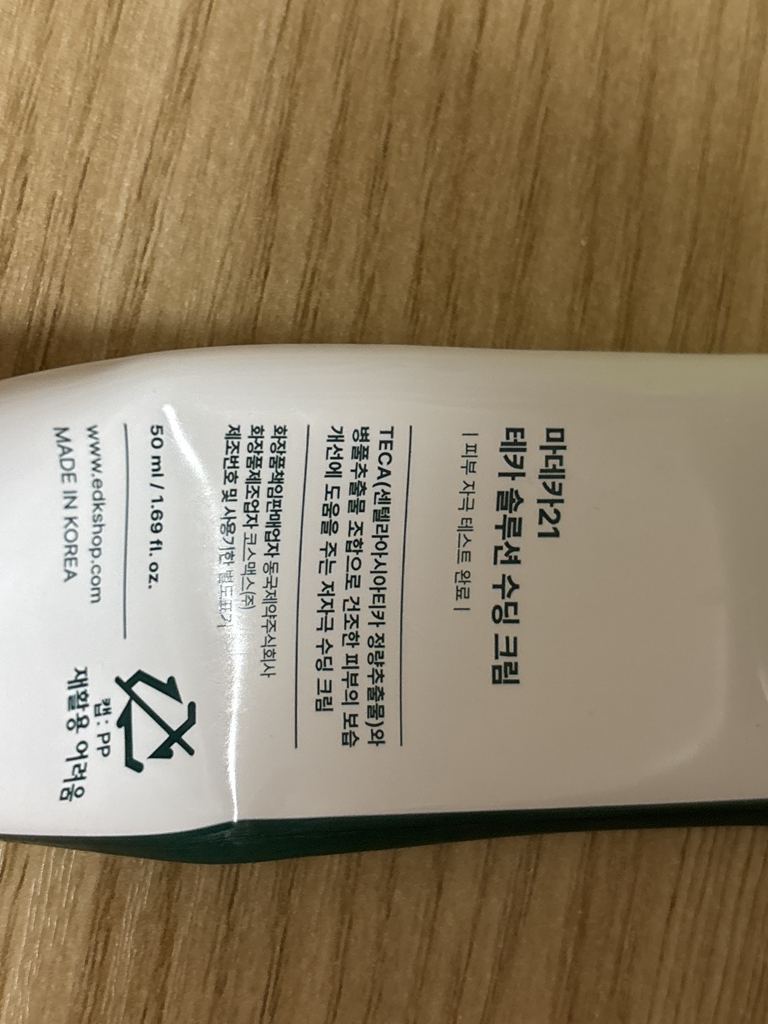 마데카21
테카 솔루션 수딩 크림
| 피부 자극 테스트 완료 |
TECA(센텔라아시아티카 정량추출물)와
병풀추출물 조합으로 건조한 피부의 보습
개선에 도움을 주는 저자극 수딩 크림
화장품책임판매업자 동국제약주식회사
화장품제조업자 코스맥스(주)
제조번호 및 사용기한 별도표기
50 ml / 1.69 fl. oz.
www.edkshop.com
MADE IN KOREA
캡: PP
재활용 어려움